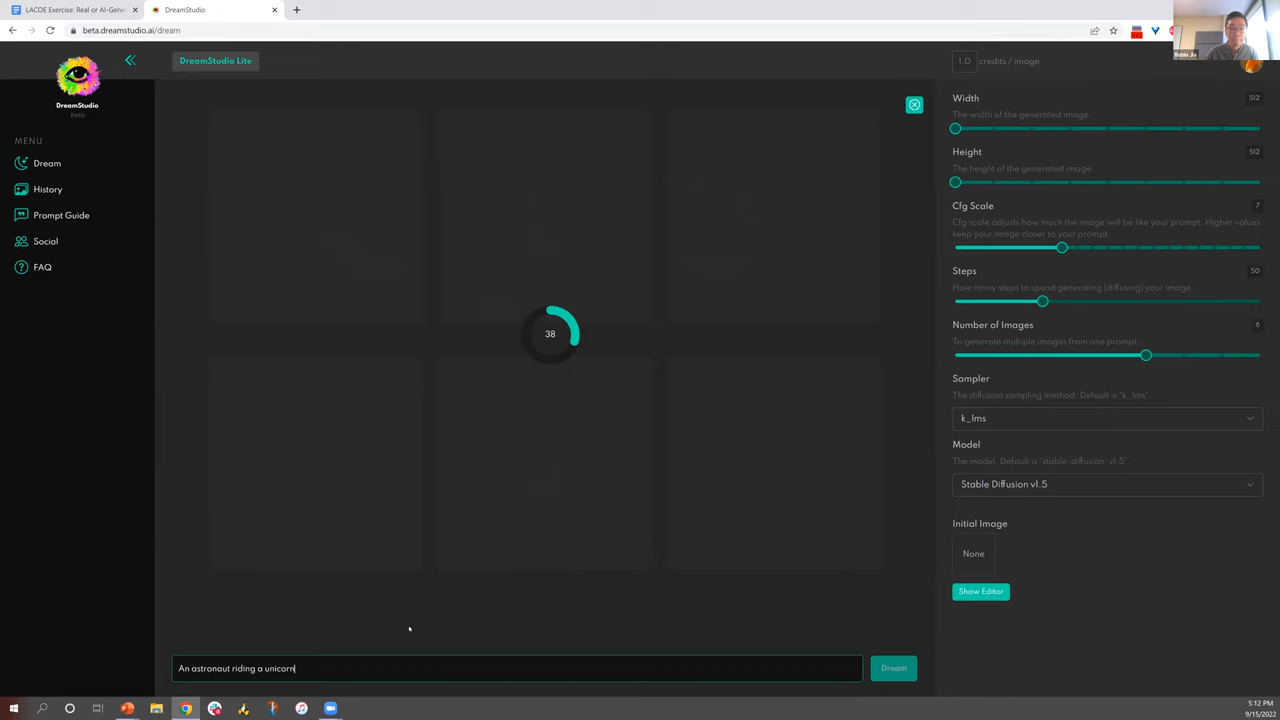 LACOE Exercise: Real or AI-Gene
DreamStudio
beta.dreamstudio.ai/dream
DreamStudio
beta
MENU
Dream
History
Prompt Guide
Social
FAQ
DreamStudio Lite
38
An astronaut riding a unicorn
Dream
1.0 credits / image
Width 512
The width of the generated image.
Height 512
The height of the generated image.
Cfg Scale 7
Cfg scale adjusts how much the image will be like your prompt. Higher values
keep your image closer to your prompt.
Steps 50
How many steps to spend generating (diffusing) your image.
Number of Images 6
To generate multiple images from one prompt.
Sampler
The diffusion sampling method. Default is "k_lms".
k_lms
Model
The model. Default is "stable-diffusion-v1.5".
Stable Diffusion v1.5
Initial Image
None
Show Editor
5:12 PM
9/15/2022